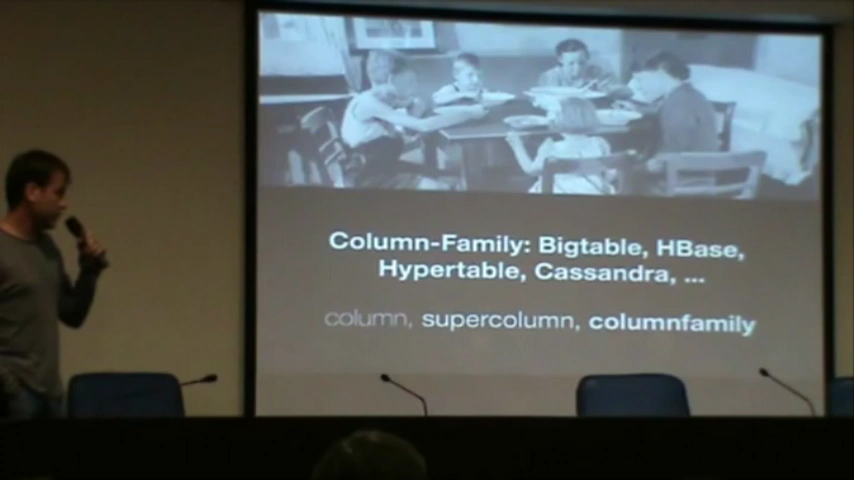 Column-Family: Bigtable, HBase,
Hypertable, Cassandra, ...
column, supercolumn, columnfamily